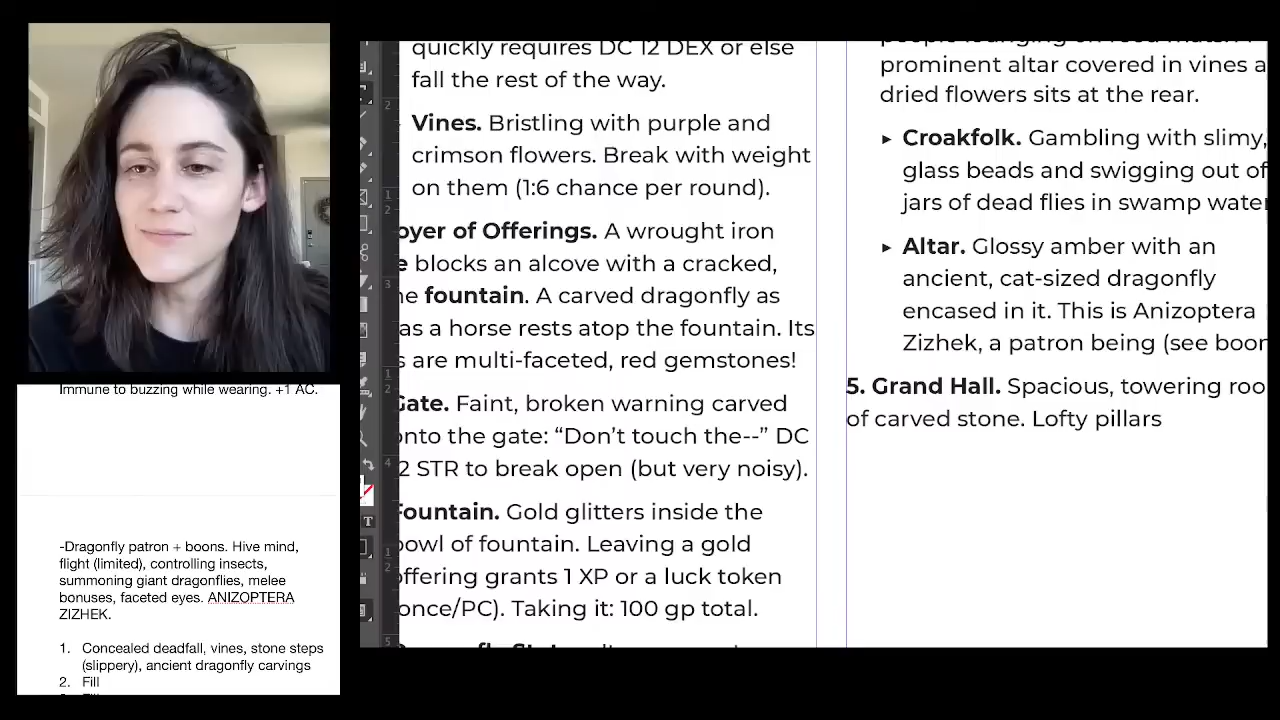 Immune to buzzing while wearing. +1 AC.
-Dragonfly patron + boons. Hive mind,
flight (limited), controlling insects,
summoning giant dragonflies, melee
bonuses, faceted eyes. ANIZOPTERA
ZIZHEK.
1. Concealed deadfall, vines, stone steps
(slippery), ancient dragonfly carvings
2. Fill
quickly requires DC 12 DEX or else
fall the rest of the way.
Vines. Bristling with purple and
crimson flowers. Break with weight
on them (1:6 chance per round).
oyer of Offerings. A wrought iron
e blocks an alcove with a cracked,
ne fountain. A carved dragonfly as
as a horse rests atop the fountain. Its
s are multi-faceted, red gemstones!
Gate. Faint, broken warning carved
onto the gate: “Don’t touch the--” DC
2 STR to break open (but very noisy).
Fountain. Gold glitters inside the
bowl of fountain. Leaving a gold
offering grants 1 XP or a luck token
(once/PC). Taking it: 100 gp total.
prominent altar covered in vines a
dried flowers sits at the rear.
▸ Croakfolk. Gambling with slimy,
glass beads and swigging out of
jars of dead flies in swamp water
▸ Altar. Glossy amber with an
ancient, cat-sized dragonfly
encased in it. This is Anizoptera
Zizhek, a patron being (see boon
5. Grand Hall. Spacious, towering roo
of carved stone. Lofty pillars